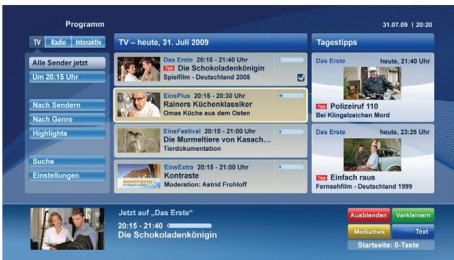 Programm
31.07.09 | 20:20
TV Radio Interaktiv
Alle Sender jetzt
Um 20:15 Uhr
Nach Sendern
Nach Genre
Highlights
Suche
Einstellungen
TV – heute, 31. Juli 2009
Das Erste 20:15 - 21:40 Uhr
Tipp Die Schokoladenkönigin
Spielfilm - Deutschland 2005
EinsPlus 20:15 - 20:30 Uhr
Rainers Küchenklassiker
Omas Küche aus dem Osten
EinsFestival 20:15 - 21:00 Uhr
Die Murmeltiere von Kasach...
Tierdokumentation
EinsExtra 20:15 - 21:00 Uhr
Kontraste
Moderation: Astrid Frohloff
KONTRASTE
Tagestipps
Das Erste heute, 21:40 Uhr
Tipp Polizeiruf 110
Bei Klingelzeichen Mord
Das Erste heute, 23:25 Uhr
Tipp Einfach raus
Fernsehfilm - Deutschland 1999
Jetzt auf „Das Erste"
20:15 - 21:40
Die Schokoladenkönigin
Ausblenden Verkleinern
Mediathek Text
Startseite: 0-Taste